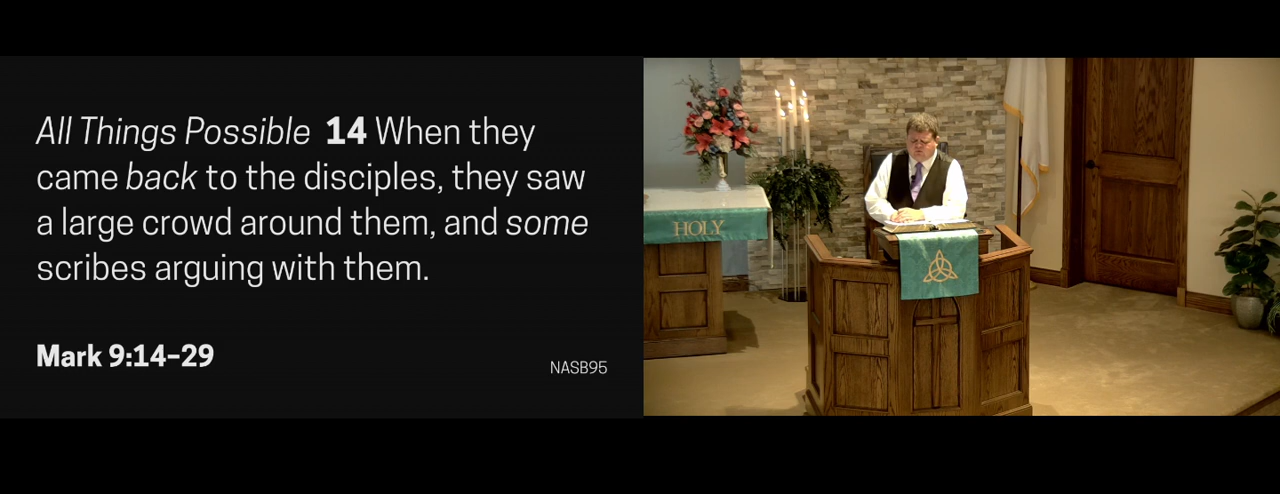 All Things Possible 14 When they
came back to the disciples, they saw
a large crowd around them, and some
scribes arguing with them.
Mark 9:14–29
NASB95
HOLY